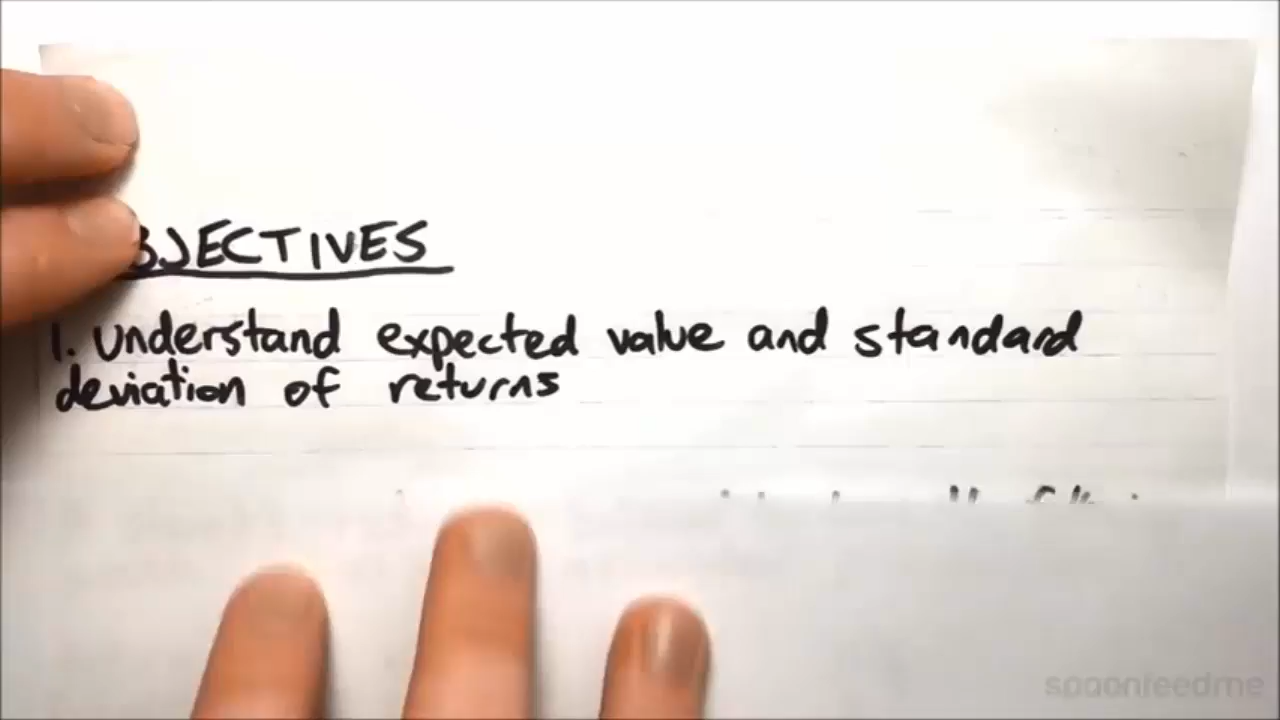 BJECTIVES
1. Understand expected value and standard
deviation of returns
spoonfeedme